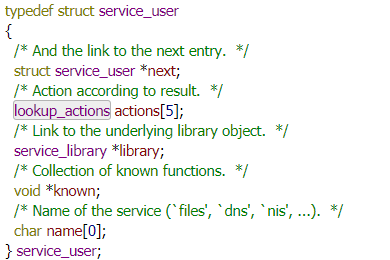 typedef struct service_user
{
  /* And the link to the next entry.  */
  struct service_user *next;
  /* Action according to result.  */
  lookup_actions actions[5];
  /* Link to the underlying library object.  */
  service_library *library;
  /* Collection of known functions.  */
  void *known;
  /* Name of the service (`files', `dns', `nis', ...).  */
  char name[0];
} service_user;